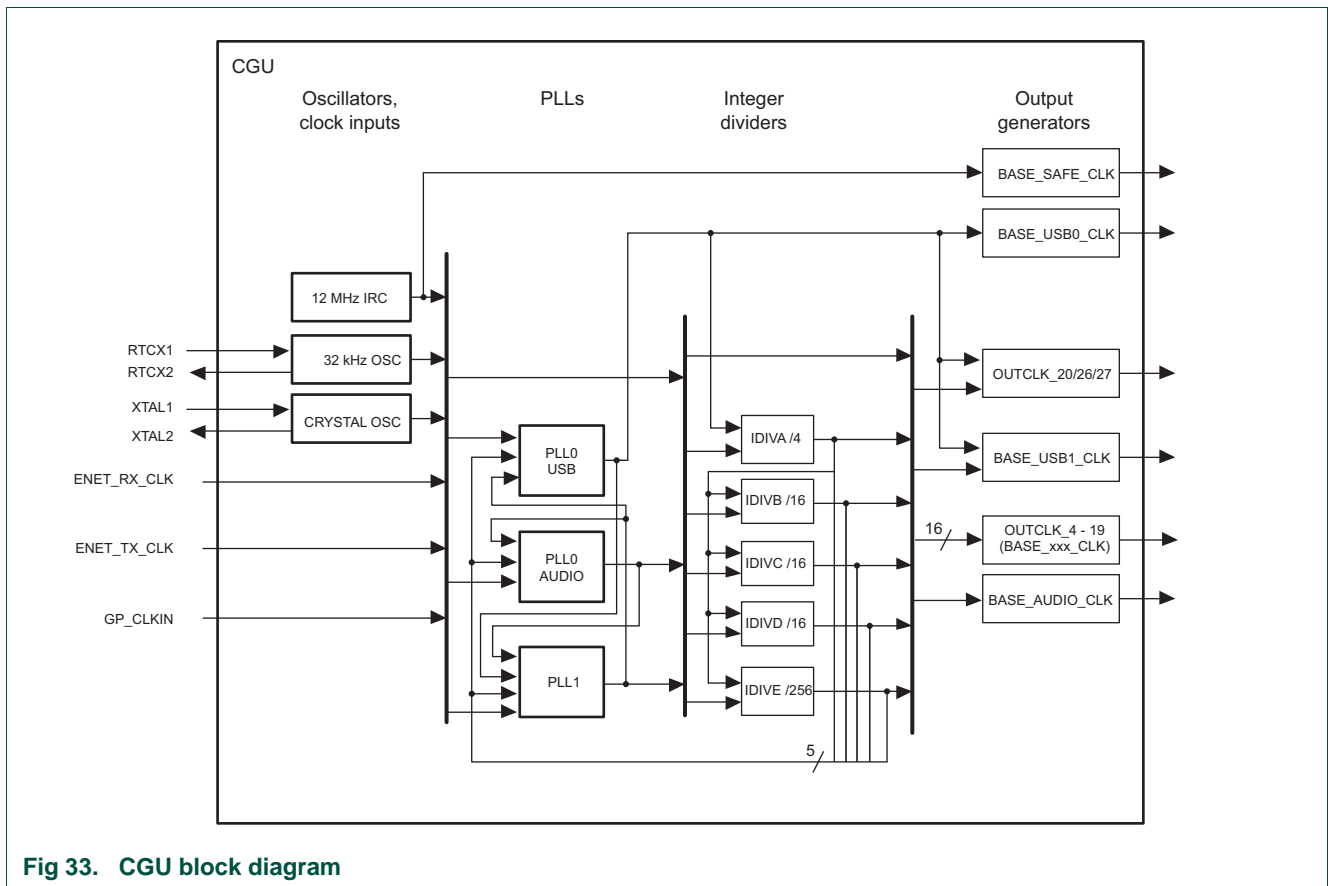 CGU
Oscillators,
clock inputs
PLLs
Integer
dividers
Output
generators
BASE_SAFE_CLK
BASE_USB0_CLK
12 MHz IRC
RTCX1
RTCX2
32 kHz OSC
OUTCLK_20/26/27
XTAL1
XTAL2
CRYSTAL OSC
PLL0
USB
IDIVA /4
BASE_USB1_CLK
ENET_RX_CLK
IDIVB /16
16
OUTCLK_4 - 19
(BASE_xxx_CLK)
ENET_TX_CLK
PLL0
AUDIO
IDIVC /16
BASE_AUDIO_CLK
GP_CLKIN
IDIVD /16
PLL1
IDIVE /256
5
Fig 33. CGU block diagram